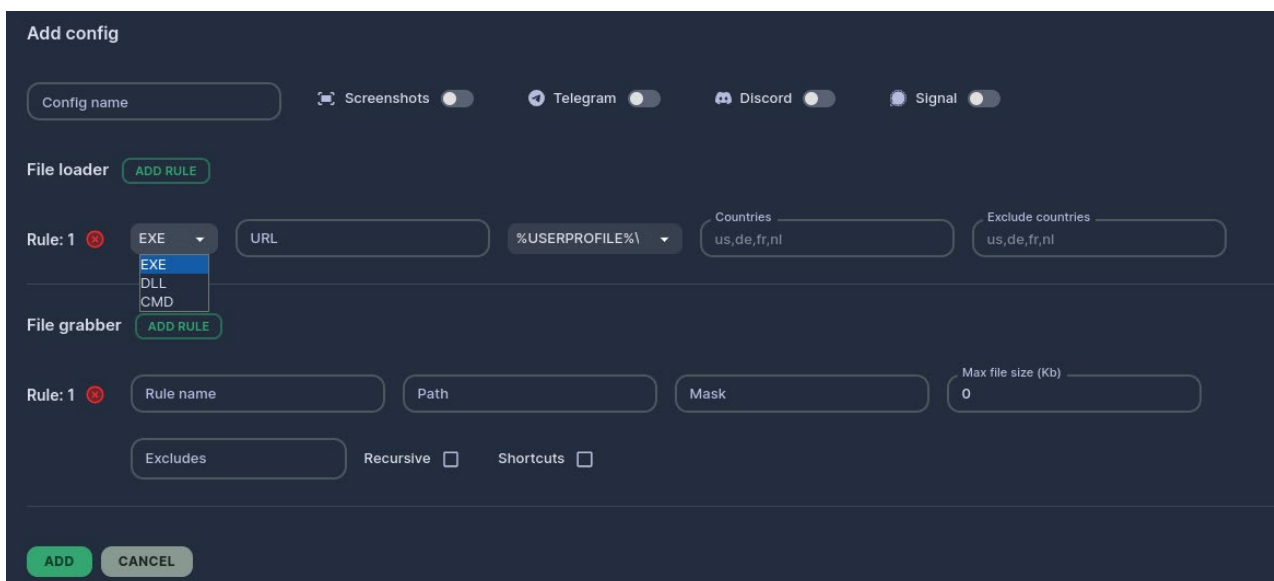 Add config
Config name Screenshots Telegram Discord Signal
File loader ADD RULE
Countries Exclude countries
Rule: 1 EXE URL %USERPROFILE%\ us,de,fr,nl us,de,fr,nl
EXE
DLL
CMD
File grabber ADD RULE
Max file size (Kb)
Rule: 1 Rule name Path Mask 0
Excludes Recursive Shortcuts
ADD CANCEL